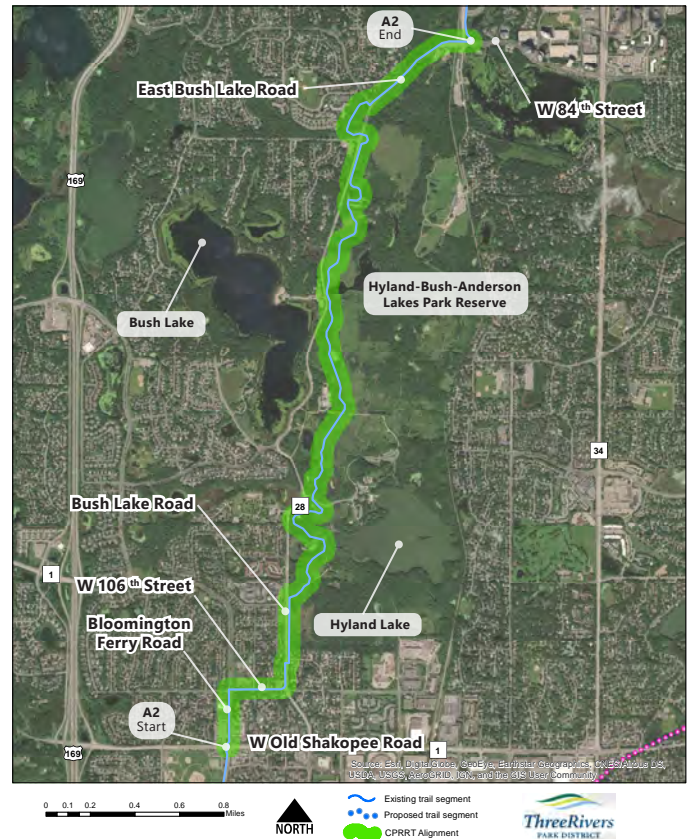 A2
End
East Bush Lake Road
W 84 th Street
169
Hyland-Bush-Anderson
Lakes Park Reserve
Bush Lake
34
Bush Lake Road
28
1
W 106 th Street
Hyland Lake
Bloomington
Ferry Road
A2
Start
W Old Shakopee Road
1
169
Source: Esri, DigitalGlobe, GeoEye, Earthstar Geographics, CNES/Airbus DS,
USDA, USGS, AeroGRID, IGN, and the GIS User Community
0 0.1 0.2 0.4 0.6 0.8
Miles
NORTH
Existing trail segment
Proposed trail segment
CPRRT Alignment
ThreeRivers
PARK DISTRICT